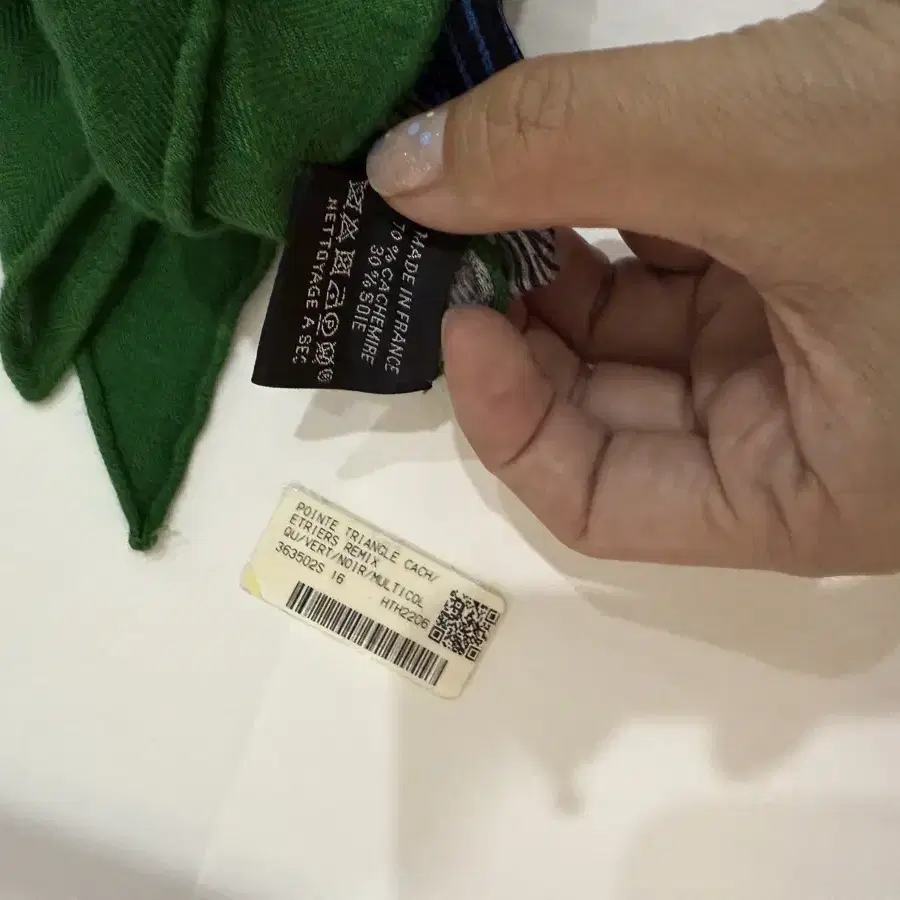 MADE IN FRANCE
70% CACHEMIRE
30% SOIE
NETTOYAGE A SEC
POINTE TRIANGLE CACH/
ETRIERS REMIX
QU/VERT/NOIR/MULTICOL
363502S 16
HTH2206